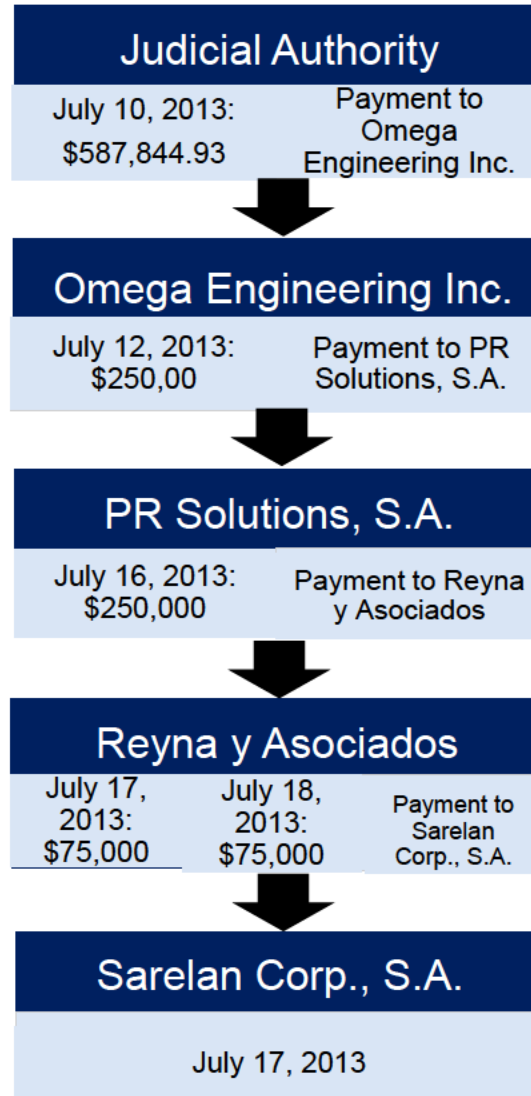 Judicial Authority
July 10, 2013:
$587,844.93
Payment to
Omega
Engineering Inc.
Omega Engineering Inc.
July 12, 2013:
$250,00
Payment to PR
Solutions, S.A.
PR Solutions, S.A.
July 16, 2013:
$250,000
Payment to Reyna
y Asociados
Reyna y Asociados
July 17,
2013:
$75,000
July 18,
2013:
$75,000
Payment to
Sarelan
Corp., S.A.
Sarelan Corp., S.A.
July 17, 2013